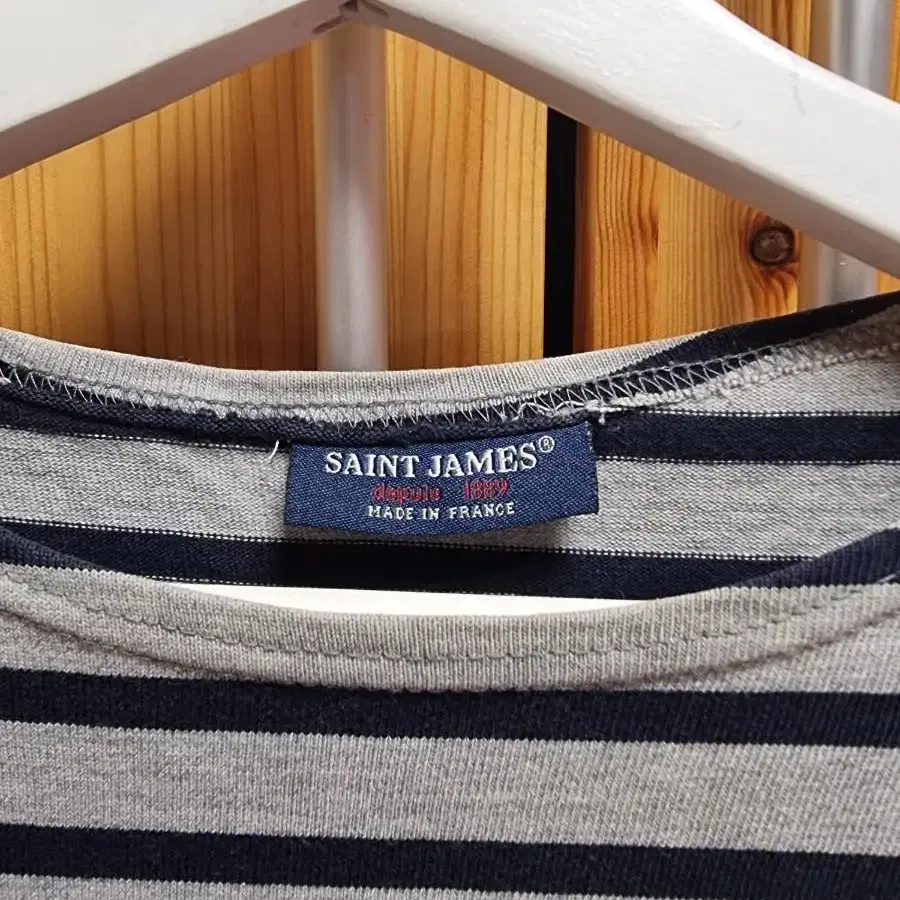 SAINT JAMES®
depuis 1889
MADE IN FRANCE